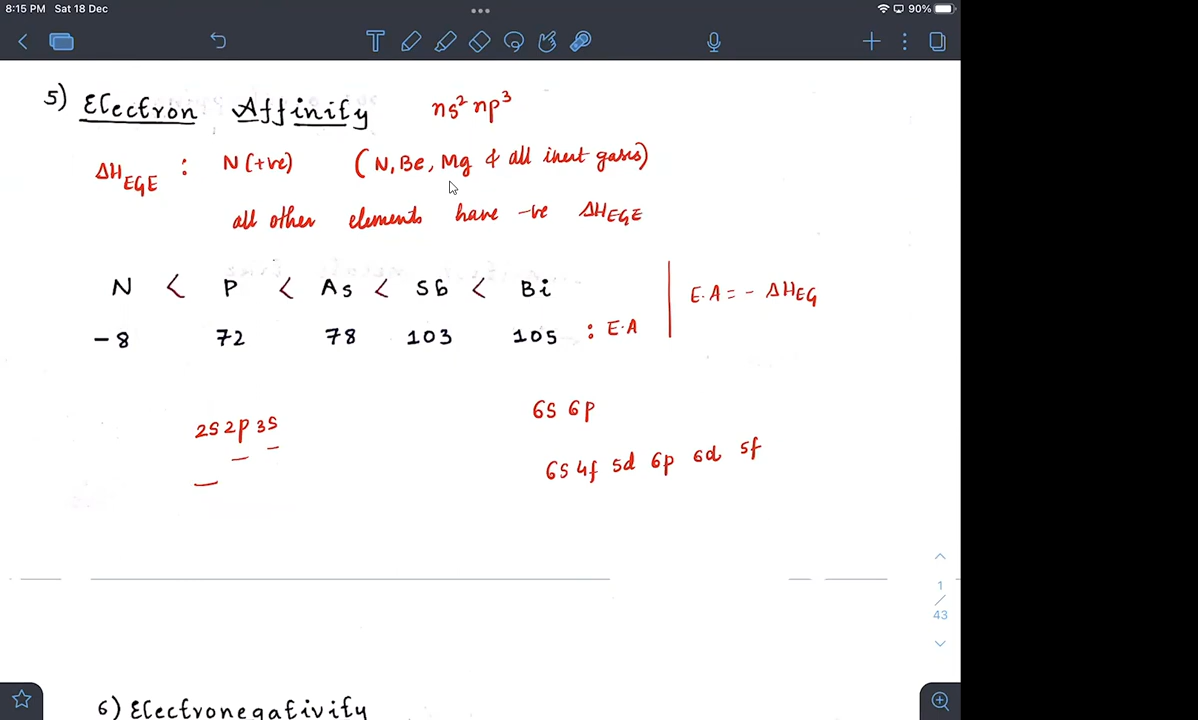 8:15 PM Sat 18 Dec 90%
5) Electron Affinity ns² np³
ΔH_EGE : N (+ve) (N, Be, Mg & all inert gases)
all other elements have -ve ΔH_EGE
N < P < As < Sb < Bi
E.A = - ΔH_EG
-8 72 78 103 105 : E.A
6s 6p
2s 2p 3s
6s 4f 5d 6p 6d 5f
1
/
43
6) Electronegativity